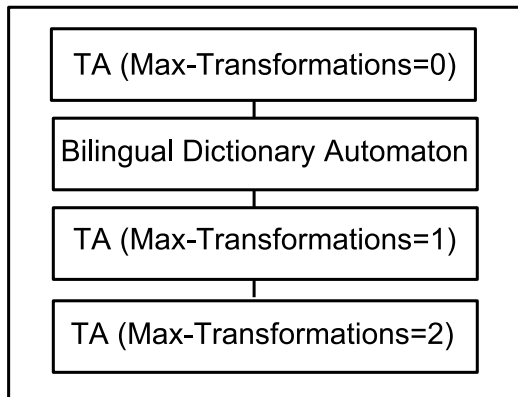 TA (Max-Transformations=0)
Bilingual Dictionary Automaton
TA (Max-Transformations=1)
TA (Max-Transformations=2)